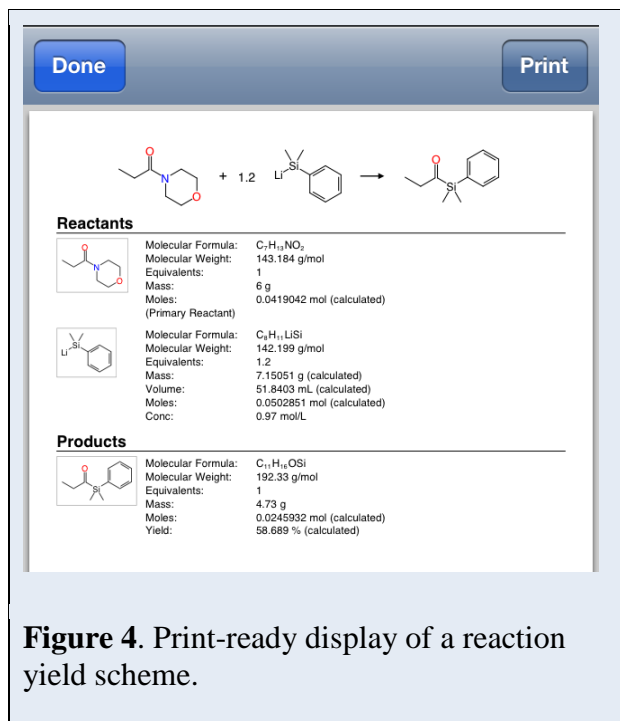 Done Print
O N O + 1.2 Li Si → O Si
Reactants
O N O
Molecular Formula: C₇H₁₃NO₂
Molecular Weight: 143.184 g/mol
Equivalents: 1
Mass: 6 g
Moles: 0.0419042 mol (calculated)
(Primary Reactant)
Li Si
Molecular Formula: C₈H₁₁LiSi
Molecular Weight: 142.199 g/mol
Equivalents: 1.2
Mass: 7.15051 g (calculated)
Volume: 51.8403 mL (calculated)
Moles: 0.0502851 mol (calculated)
Conc: 0.97 mol/L
Products
O Si
Molecular Formula: C₁₁H₁₆OSi
Molecular Weight: 192.33 g/mol
Equivalents: 1
Mass: 4.73 g
Moles: 0.0245932 mol (calculated)
Yield: 58.689 % (calculated)
Figure 4. Print-ready display of a reaction
yield scheme.